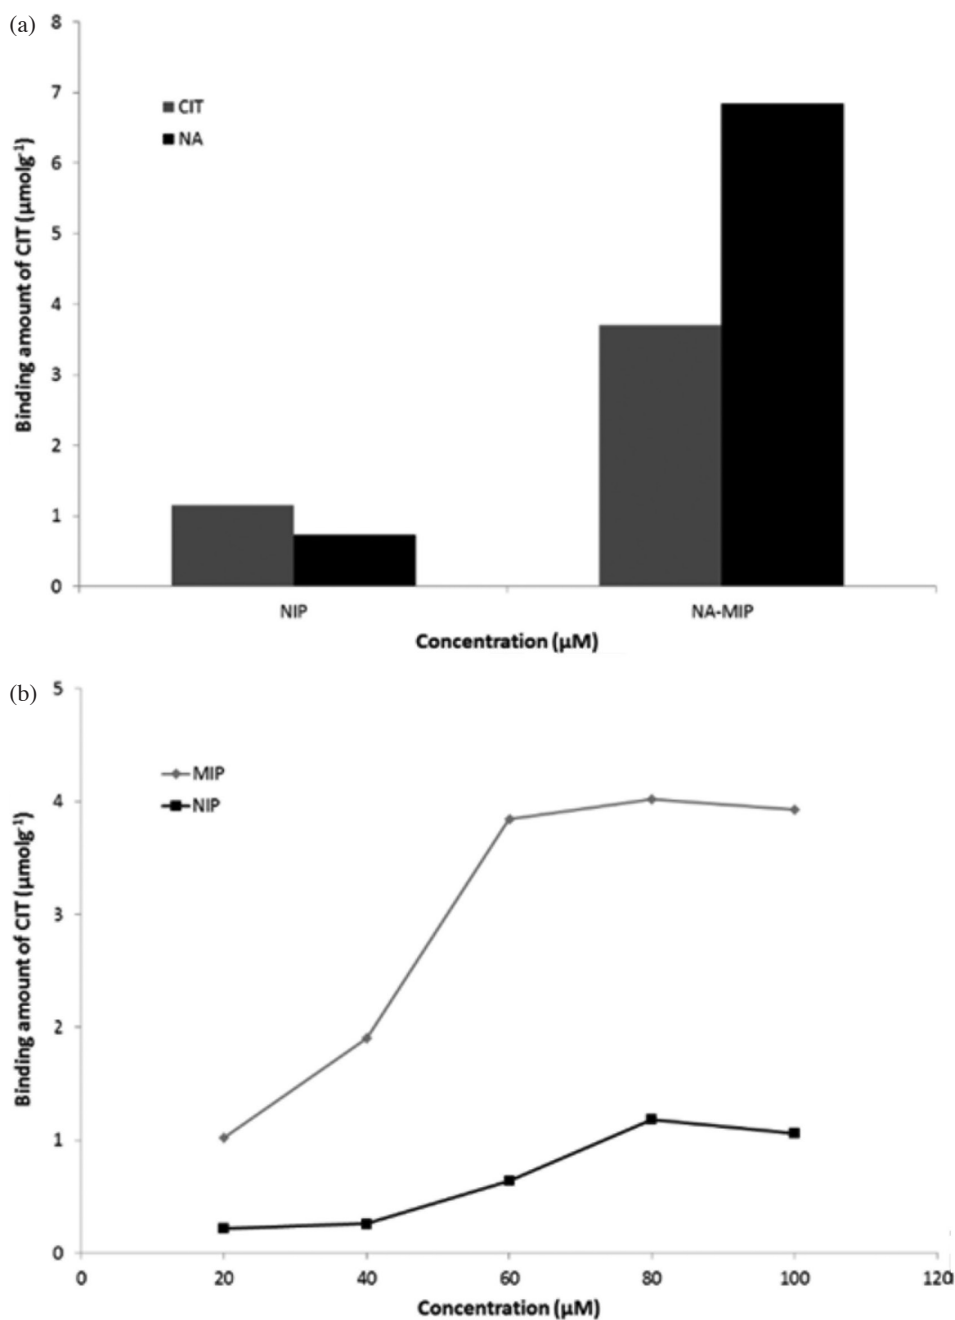 (a)
8
7
6
5
4
3
2
1
0
Binding amount of CIT (µmolg⁻¹)
CIT
NA
NIP
NA-MIP
Concentration (µM)
(b)
5
4
3
2
1
0
Binding amount of CIT (µmolg⁻¹)
MIP
NIP
0 20 40 60 80 100 120
Concentration (µM)